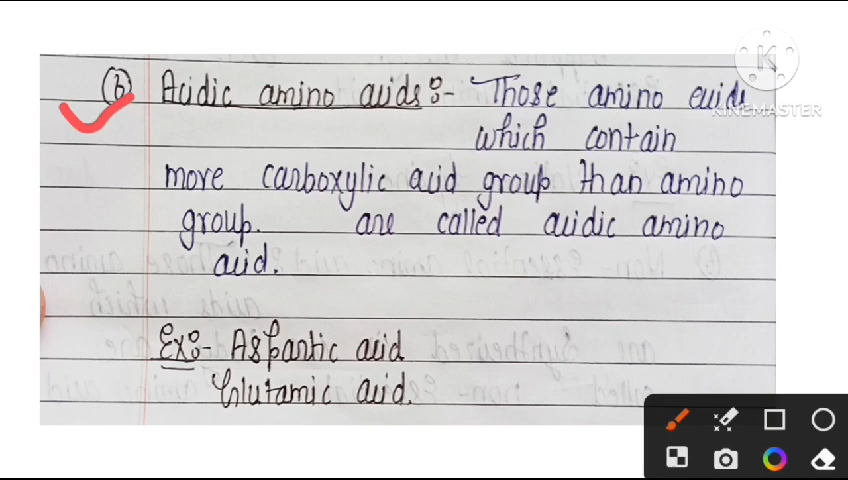 (b) Acidic amino acids :- Those amino acids
which contain
more carboxylic acid group than amino
group. are called acidic amino
acid.
Ex:- Aspartic acid
Glutamic acid.
K
KINEMASTER